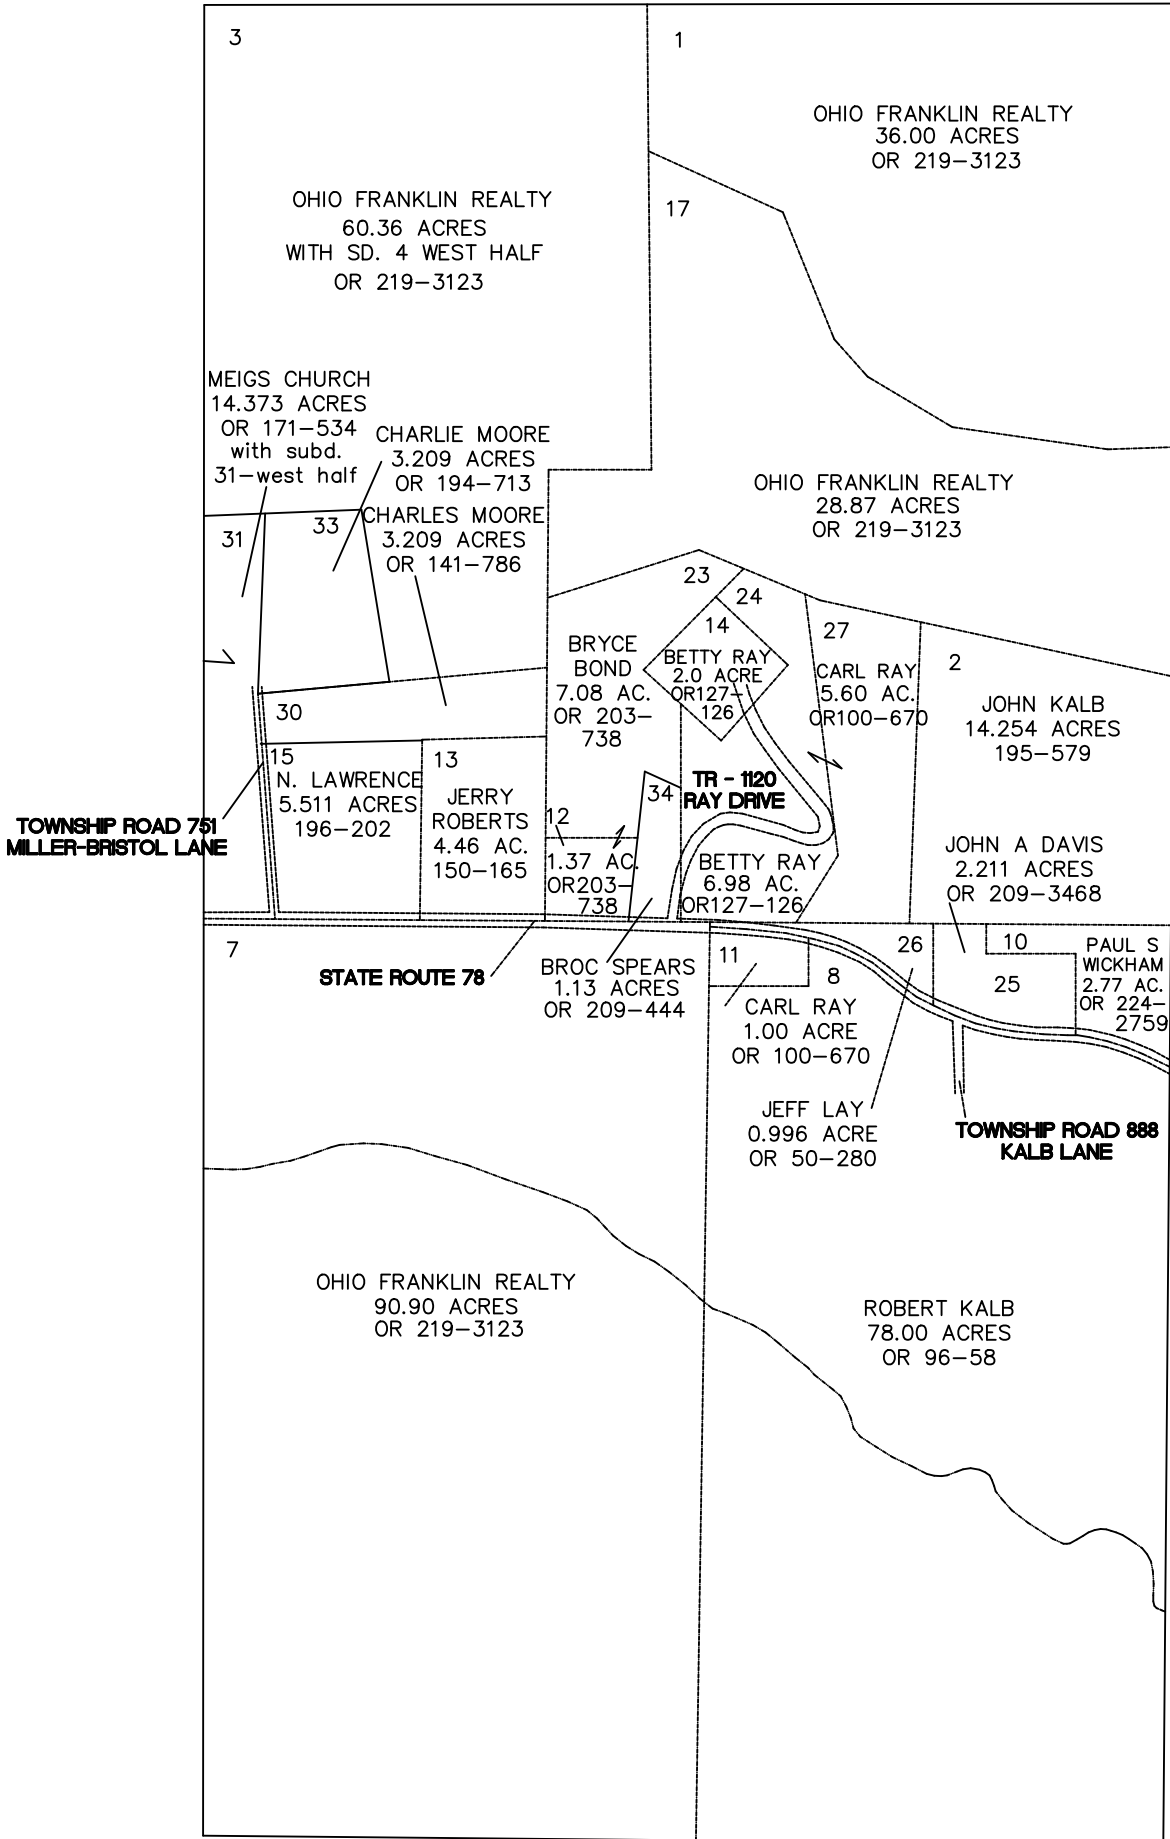 3
1
OHIO FRANKLIN REALTY
36.00 ACRES
OR 219-3123
17
OHIO FRANKLIN REALTY
60.36 ACRES
WITH SD. 4 WEST HALF
OR 219-3123
MEIGS CHURCH
14.373 ACRES
OR 171-534
with subd.
31-west half
CHARLIE MOORE
3.209 ACRES
OR 194-713
CHARLES MOORE
3.209 ACRES
OR 141-786
OHIO FRANKLIN REALTY
28.87 ACRES
OR 219-3123
31
33
23
24
14
27
2
BRYCE
BOND
7.08 AC.
OR 203-
738
BETTY RAY
2.0 ACRE
OR127-
126
CARL RAY
5.60 AC.
OR100-670
JOHN KALB
14.254 ACRES
195-579
30
15
N. LAWRENCE
5.511 ACRES
196-202
13
JERRY
ROBERTS
4.46 AC.
150-165
34
TR - 1120
RAY DRIVE
TOWNSHIP ROAD 751
MILLER-BRISTOL LANE
12
1.37 AC.
OR203-
738
BETTY RAY
6.98 AC.
OR127-126
JOHN A DAVIS
2.211 ACRES
OR 209-3468
7
STATE ROUTE 78
BROC SPEARS
1.13 ACRES
OR 209-444
11
8
26
10
25
PAUL S
WICKHAM
2.77 AC.
OR 224-
2759
CARL RAY
1.00 ACRE
OR 100-670
JEFF LAY
0.996 ACRE
OR 50-280
TOWNSHIP ROAD 888
KALB LANE
OHIO FRANKLIN REALTY
90.90 ACRES
OR 219-3123
ROBERT KALB
78.00 ACRES
OR 96-58